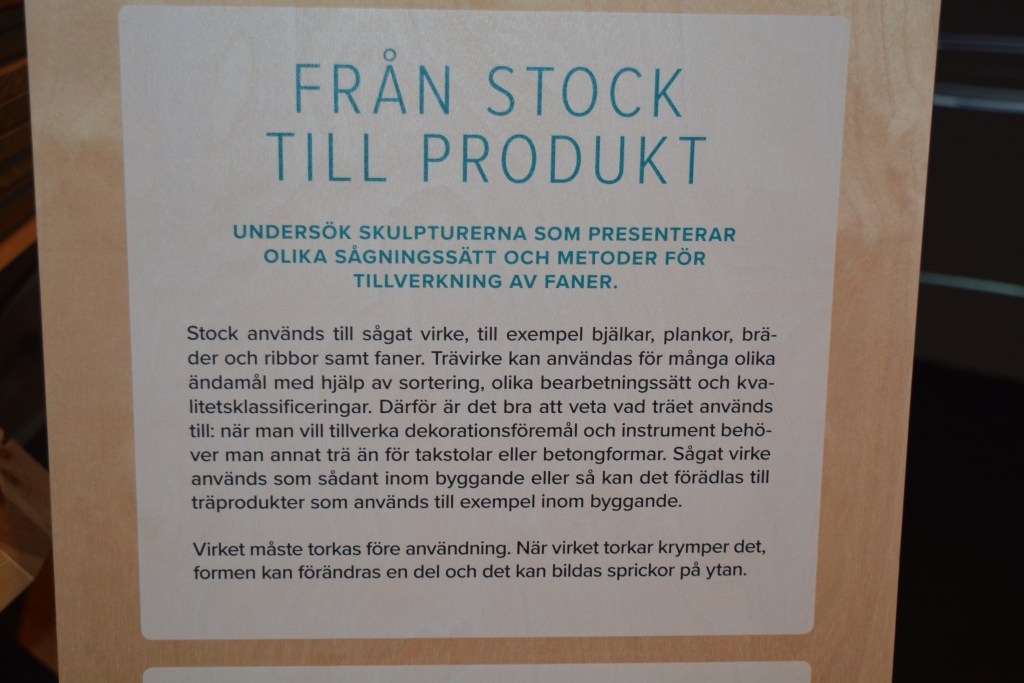 FRÅN STOCK
TILL PRODUKT
UNDERSÖK SKULPTURERNA SOM PRESENTERAR
OLIKA SÅGNINGSSÄTT OCH METODER FÖR
TILLVERKNING AV FANER.
Stock används till sågat virke, till exempel bjälkar, plankor, brä-
der och ribbor samt faner. Trävirke kan användas för många olika
ändamål med hjälp av sortering, olika bearbetningssätt och kva-
litetsklassificeringar. Därför är det bra att veta vad träet används
till: när man vill tillverka dekorationsföremål och instrument behö-
ver man annat trä än för takstolar eller betongformar. Sågat virke
används som sådant inom byggande eller så kan det förädlas till
träprodukter som används till exempel inom byggande.
Virket måste torkas före användning. När virket torkar krymper det,
formen kan förändras en del och det kan bildas sprickor på ytan.